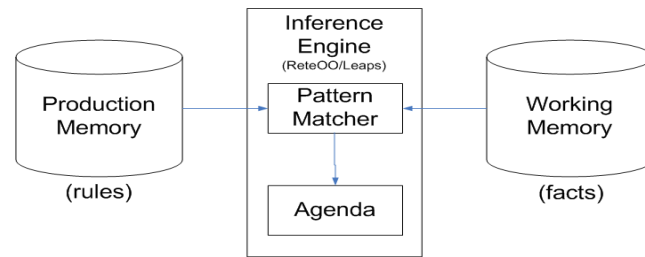 Inference
Engine
(ReteOO/Leaps)
Production
Memory
(rules)
Pattern
Matcher
Agenda
Working
Memory
(facts)